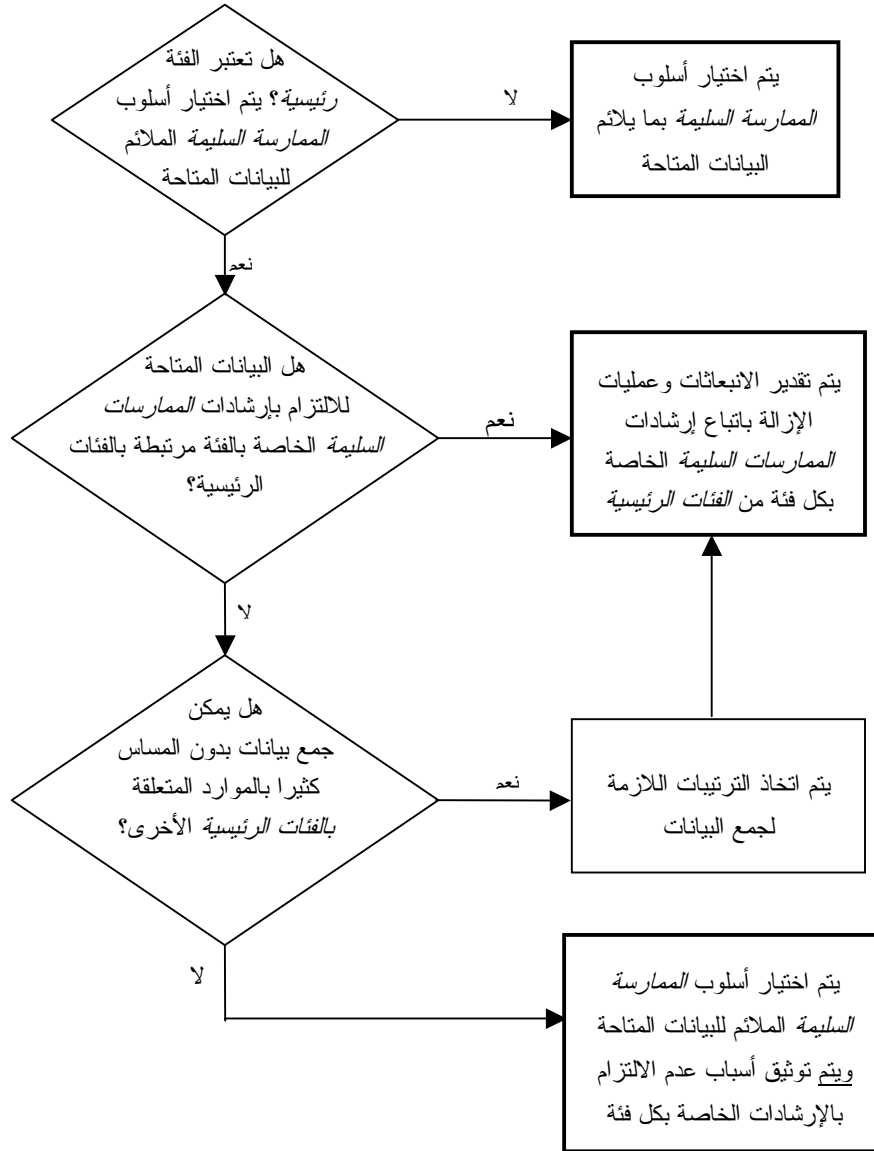 هل تعتبر الفئة
رئيسية؟ يتم اختيار أسلوب
الممارسة السليمة الملائم
للبيانات المتاحة
لا
يتم اختيار أسلوب
الممارسة السليمة بما يلائم
البيانات المتاحة
نعم
هل البيانات المتاحة
للالتزام بإرشادات الممارسات
السليمة الخاصة بالفئة مرتبطة بالفئات
الرئيسية؟
نعم
يتم تقدير الانبعاثات وعمليات
الإزالة باتباع إرشادات
الممارسات السليمة الخاصة
بكل فئة من الفئات الرئيسية
لا
هل يمكن
جمع بيانات بدون المساس
كثيرا بالموارد المتعلقة
بالفئات الرئيسية الأخرى؟
نعم
يتم اتخاذ الترتيبات اللازمة
لجمع البيانات
لا
يتم اختيار أسلوب الممارسة
السليمة الملائم للبيانات المتاحة
ويتم توثيق أسباب عدم الالتزام
بالإرشادات الخاصة بكل فئة